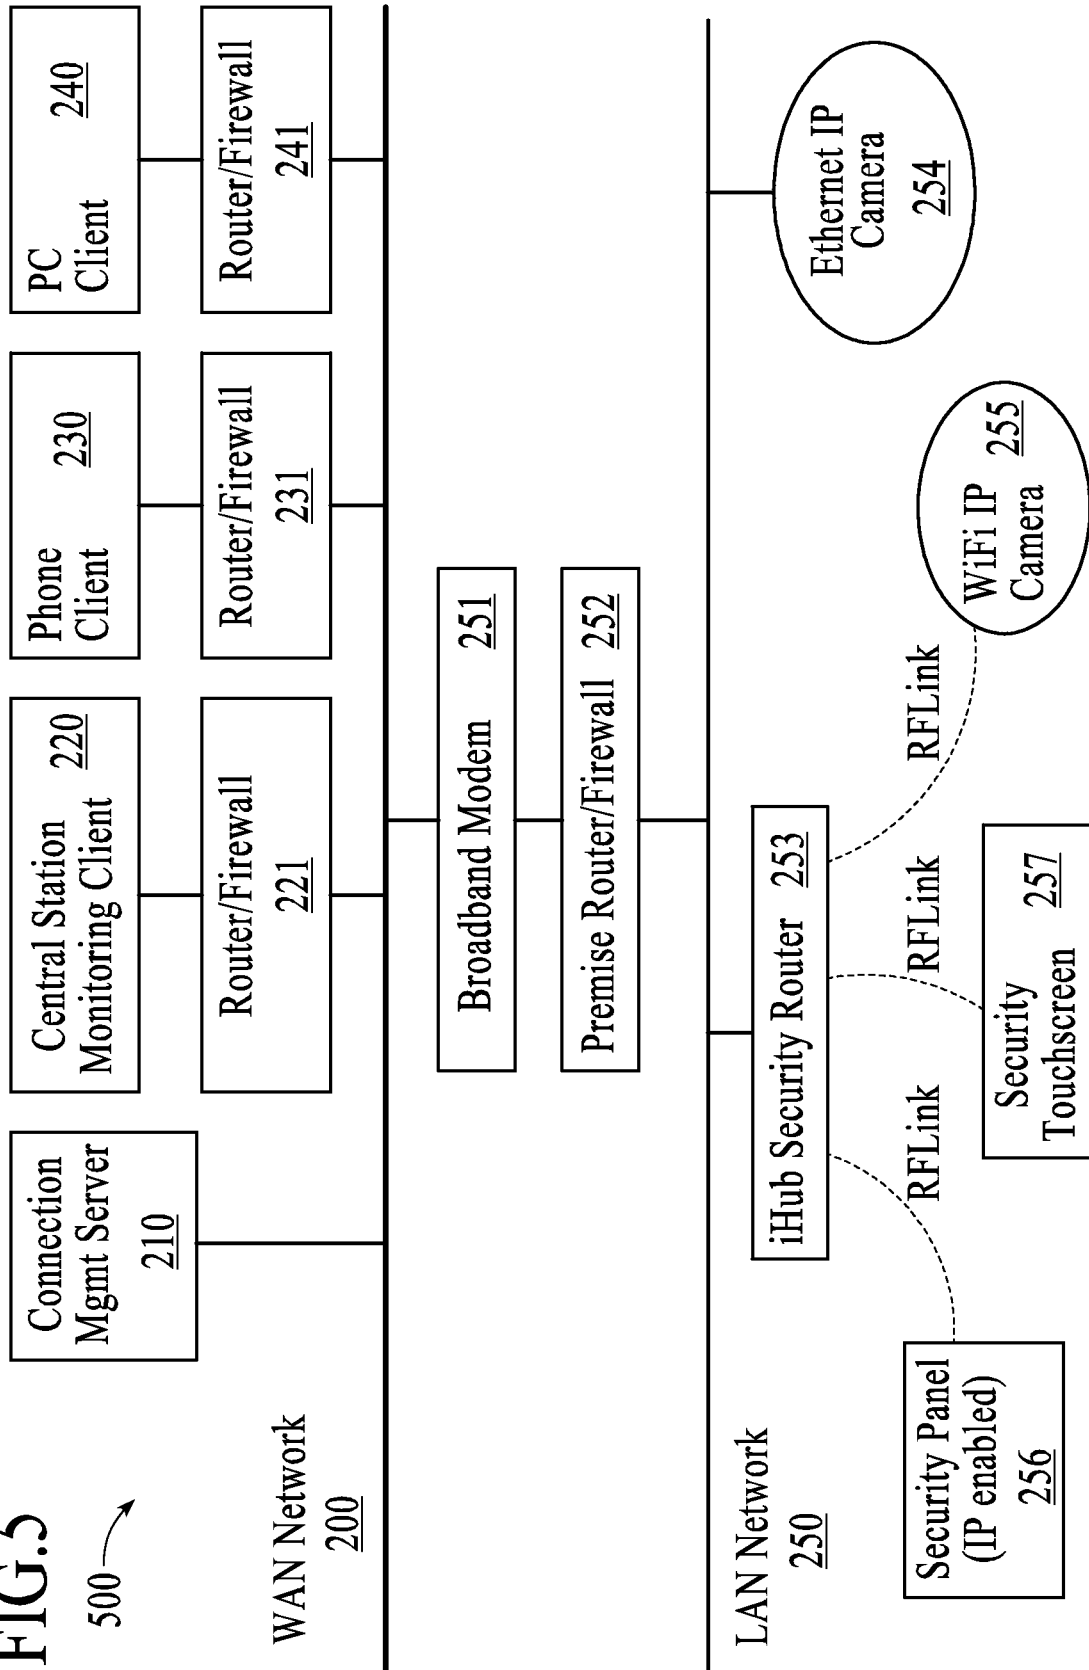 FIG.5
500
Connection
Mgmt Server
210
Central Station
Monitoring Client
220
Phone
Client
230
PC
Client
240
Router/Firewall
221
Router/Firewall
231
Router/Firewall
241
WAN Network
200
Broadband Modem 251
Premise Router/Firewall 252
LAN Network
250
iHub Security Router 253
Ethernet IP
Camera
254
RFLink
RFLink
RFLink
Security Panel
(IP enabled)
256
Security
Touchscreen
257
WiFi IP
Camera
255